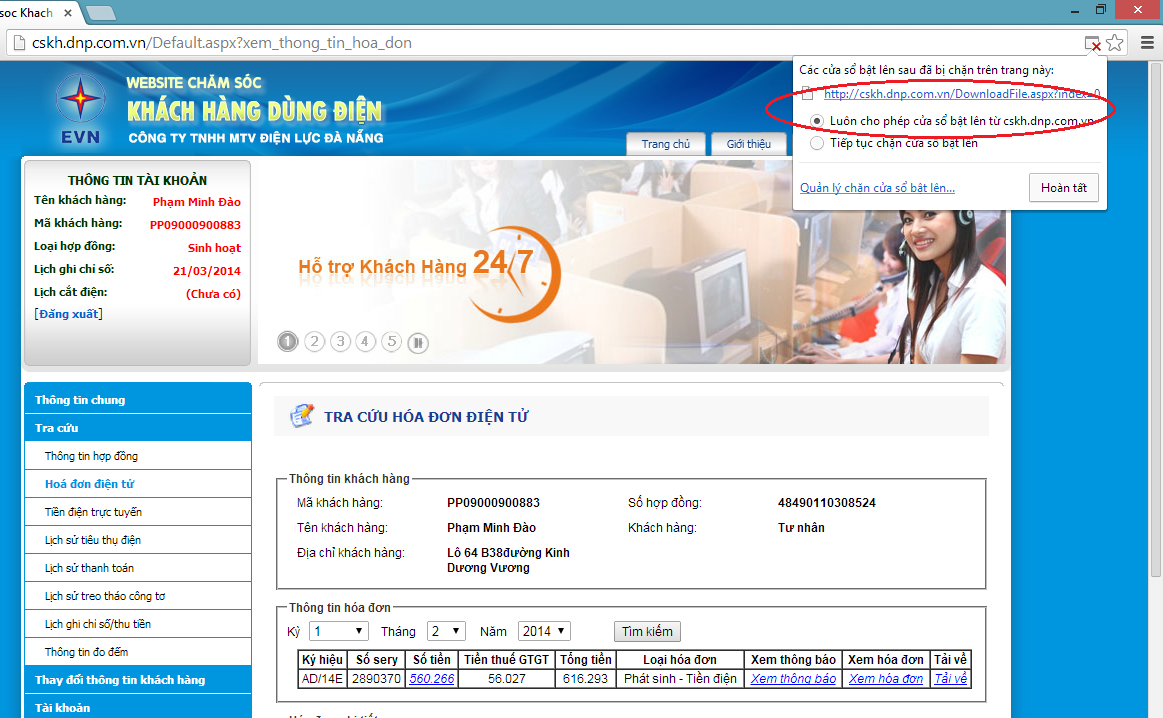 soc Khach
cskh.dnp.com.vn/Default.aspx?xem_thong_tin_hoa_don
Các cửa sổ bật lên sau đã bị chặn trên trang này:
http://cskh.dnp.com.vn/DownloadFile.aspx?index=0
Luôn cho phép cửa sổ bật lên từ cskh.dnp.com.vn
Tiếp tục chặn cửa sổ bật lên
Quản lý chặn cửa sổ bật lên...
Hoàn tất
EVN
WEBSITE CHĂM SÓC
KHÁCH HÀNG DÙNG ĐIỆN
CÔNG TY TNHH MTV ĐIỆN LỰC ĐÀ NẴNG
Trang chủ
Giới thiệu
THÔNG TIN TÀI KHOẢN
Tên khách hàng: Phạm Minh Đào
Mã khách hàng: PP09000900883
Loại hợp đồng: Sinh hoạt
Lịch ghi chỉ số: 21/03/2014
Lịch cắt điện: (Chưa có)
[Đăng xuất]
Hỗ trợ Khách Hàng 24/7
1 2 3 4 5
Thông tin chung
Tra cứu
Thông tin hợp đồng
Hoá đơn điện tử
Tiền điện trực tuyến
Lịch sử tiêu thụ điện
Lịch sử thanh toán
Lịch sử treo tháo công tơ
Lịch ghi chỉ số/thu tiền
Thông tin đo đếm
Thay đổi thông tin khách hàng
Tài khoản
TRA CỨU HÓA ĐƠN ĐIỆN TỬ
Thông tin khách hàng
Mã khách hàng: PP09000900883 Số hợp đồng: 48490110308524
Tên khách hàng: Phạm Minh Đào Khách hàng: Tư nhân
Địa chỉ khách hàng: Lô 64 B38đường Kinh
Dương Vương
Thông tin hóa đơn
Kỳ 1 Tháng 2 Năm 2014 Tìm kiếm
Ký hiệu Số sery Số tiền Tiền thuế GTGT Tổng tiền Loại hóa đơn Xem thông báo Xem hóa đơn Tải về
AD/14E 2890370 560.266 56.027 616.293 Phát sinh - Tiền điện Xem thông báo Xem hóa đơn Tải về